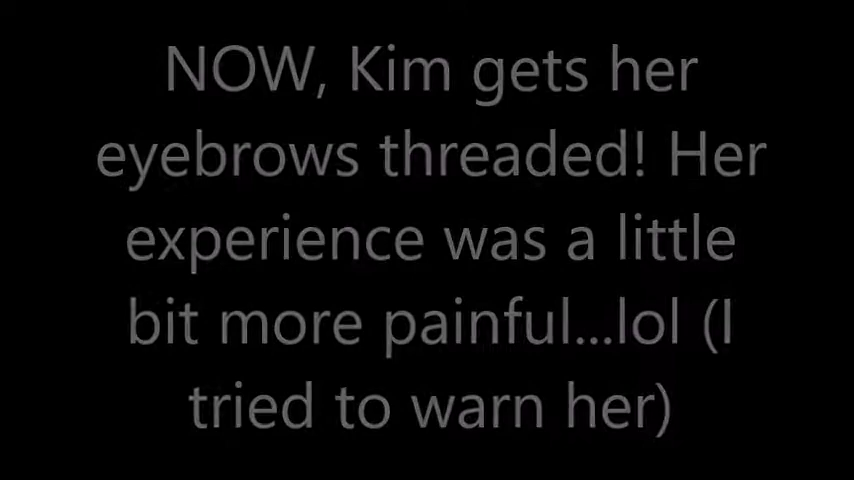 NOW, Kim gets her
eyebrows threaded! Her
experience was a little
bit more painful...lol (I
tried to warn her)